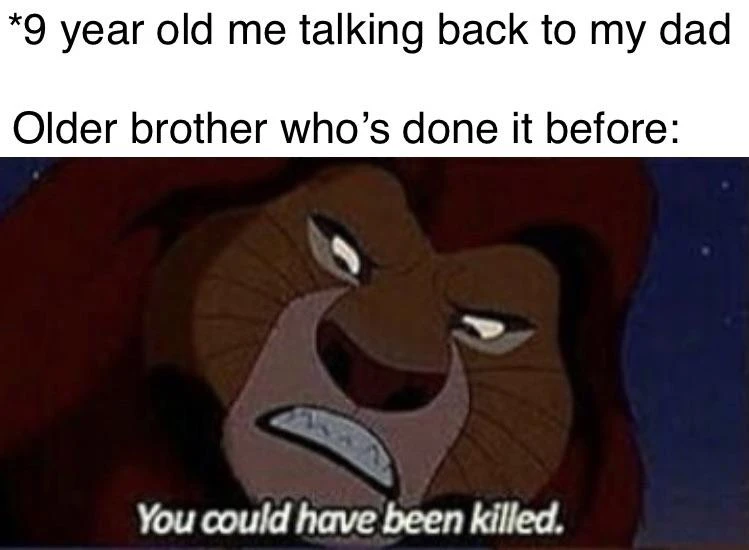 *9 year old me talking back to my dad
Older brother who’s done it before:
You could have been killed.